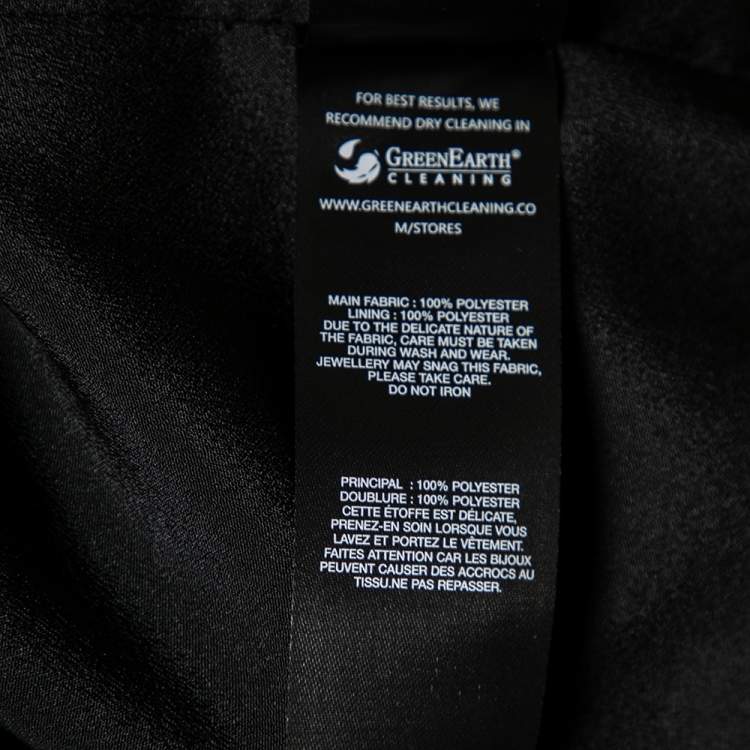 FOR BEST RESULTS, WE
RECOMMEND DRY CLEANING IN
GREENEARTH®
CLEANING
WWW.GREENEARTHCLEANING.CO
M/STORES
MAIN FABRIC : 100% POLYESTER
LINING : 100% POLYESTER
DUE TO THE DELICATE NATURE OF
THE FABRIC, CARE MUST BE TAKEN
DURING WASH AND WEAR.
JEWELLERY MAY SNAG THIS FABRIC,
PLEASE TAKE CARE.
DO NOT IRON
PRINCIPAL : 100% POLYESTER
DOUBLURE : 100% POLYESTER
CETTE ÉTOFFE EST DÉLICATE,
PRENEZ-EN SOIN LORSQUE VOUS
LAVEZ ET PORTEZ LE VÊTEMENT.
FAITES ATTENTION CAR LES BIJOUX
PEUVENT CAUSER DES ACCROCS AU
TISSU.NE PAS REPASSER.